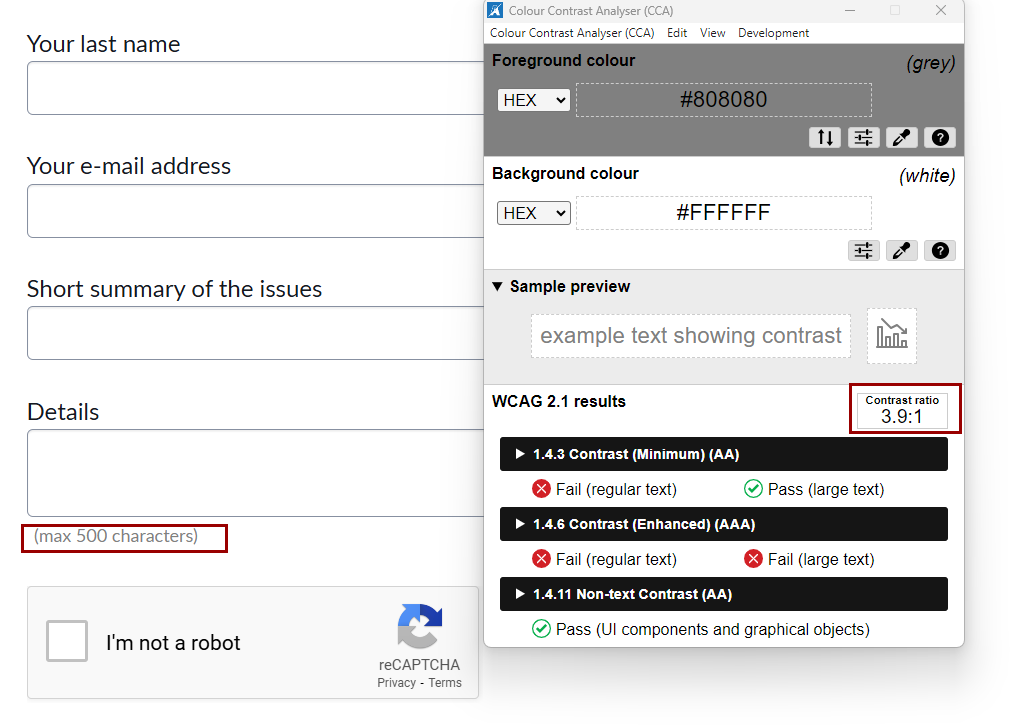 Your last name
Your e-mail address
Short summary of the issues
Details
(max 500 characters)
I'm not a robot
reCAPTCHA
Privacy - Terms
Colour Contrast Analyser (CCA)
Colour Contrast Analyser (CCA) Edit View Development
Foreground colour (grey)
HEX #808080
Background colour (white)
HEX #FFFFFF
▼ Sample preview
example text showing contrast
WCAG 2.1 results
Contrast ratio
3.9:1
▶ 1.4.3 Contrast (Minimum) (AA)
Fail (regular text) Pass (large text)
▶ 1.4.6 Contrast (Enhanced) (AAA)
Fail (regular text) Fail (large text)
▶ 1.4.11 Non-text Contrast (AA)
Pass (UI components and graphical objects)